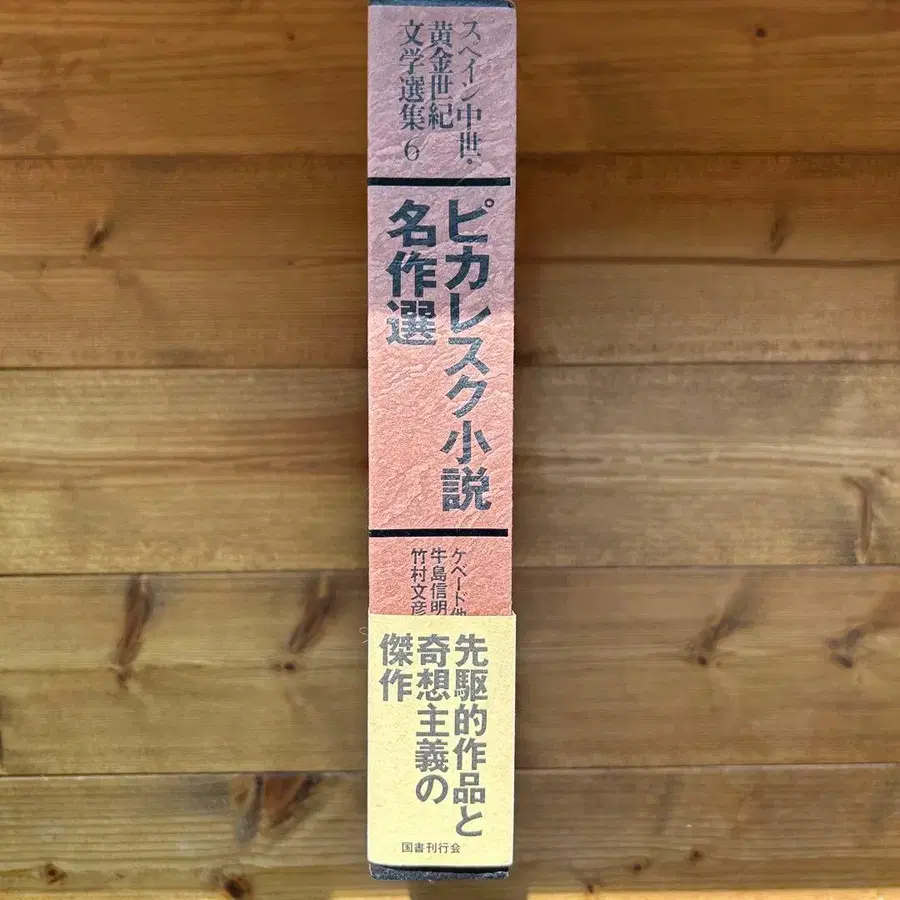 スペイン中世・
黄金世紀
文学選集 6
ピカレスク小説
名作選
ケベード他
牛島信明
竹村文彦
先駆的作品と
奇想主義の
傑作
国書刊行会